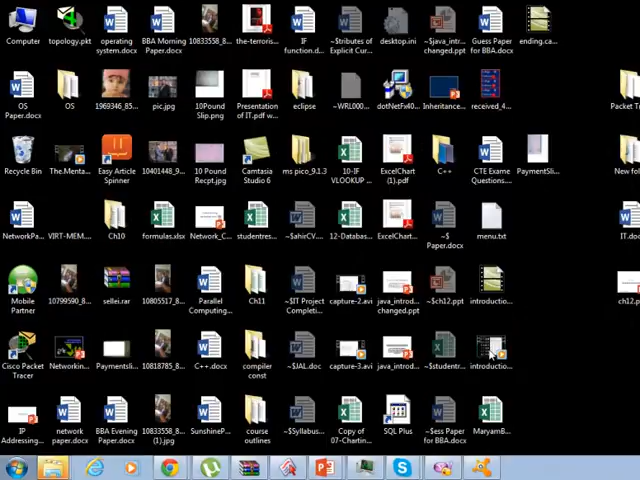 Computer
topology.pkt
operating
system.docx
BBA Morning
Paper.docx
10833558_8...
the-terroris...
IF
function.d...
~$tributes of
Explicit Cur...
desktop.ini
~$java_intr...
changed.ppt
Guess Paper
for BBA.docx
ending.ca...
OS
Paper.docx
OS
1969346_85...
pic.jpg
10Pound
Slip.png
Presentation
of IT.pdf w...
eclipse
~WRL000...
dotNetFx40...
Inheritance...
received_4...
Packet Tr
Recycle Bin
The.Menta...
Easy Article
Spinner
10401448_9...
10 Pound
Recpt.jpg
Camtasia
Studio 6
ms pico_9.1.3
10-IF
VLOOKUP ...
ExcelChart
(1).pdf
C++
CTE Exame
Questions....
PaymentSli...
New fol
NetworkPa...
VIRT-MEM...
Ch10
formulas.xlsx
Network_C...
studentres...
~$ahirCV...
12-Databas...
ExcelChart...
~$
Paper.docx
menu.txt
IT.doc
Mobile
Partner
10799590_8...
sellei.rar
10805517_8...
Parallel
Computing...
Ch11
~$IT Project
Completi...
capture-2.avi
java_introd...
changed.ppt
~$ch12.ppt
introductio...
ch12.p
Cisco Packet
Tracer
Networkin...
Paymentsli...
10818785_8...
C++.docx
compiler
const
~$JAL.doc
capture-3.avi
java_introd...
~$studentr...
introductio...
IP
Addressing...
network
paper.docx
BBA Evening
Paper.docx
10833558_8...
(1).jpg
SunshineP...
course
outlines
~$Syllabus...
Copy of
07-Chartin...
SQL Plus
~$ess Paper
for BBA.docx
MaryamB...